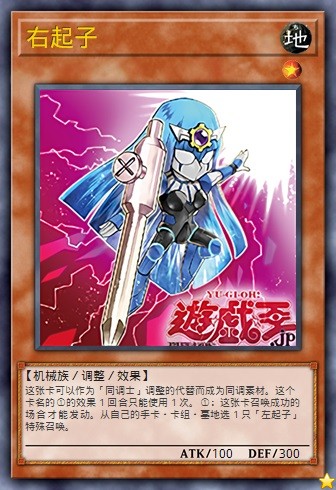 右起子
地
YU-GI-OH!
遊戯王
.JP
【机械族／调整／效果】
这张卡可以作为「同调士」调整的代替而成为同调素材。这个
卡名的①的效果1回合只能使用1次。①：这张卡召唤成功的
场合才能发动。从自己的手卡·卡组·墓地选1只「左起子」
特殊召唤。
ATK/100 DEF/300